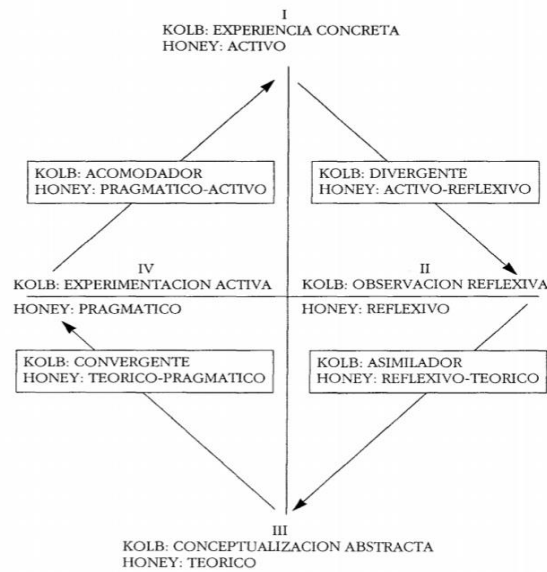 I
KOLB: EXPERIENCIA CONCRETA
HONEY: ACTIVO
KOLB: ACOMODADOR
HONEY: PRAGMATICO-ACTIVO
KOLB: DIVERGENTE
HONEY: ACTIVO-REFLEXIVO
IV
KOLB: EXPERIMENTACION ACTIVA
HONEY: PRAGMATICO
II
KOLB: OBSERVACION REFLEXIVA
HONEY: REFLEXIVO
KOLB: CONVERGENTE
HONEY: TEORICO-PRAGMATICO
KOLB: ASIMILADOR
HONEY: REFLEXIVO-TEORICO
III
KOLB: CONCEPTUALIZACION ABSTRACTA
HONEY: TEORICO